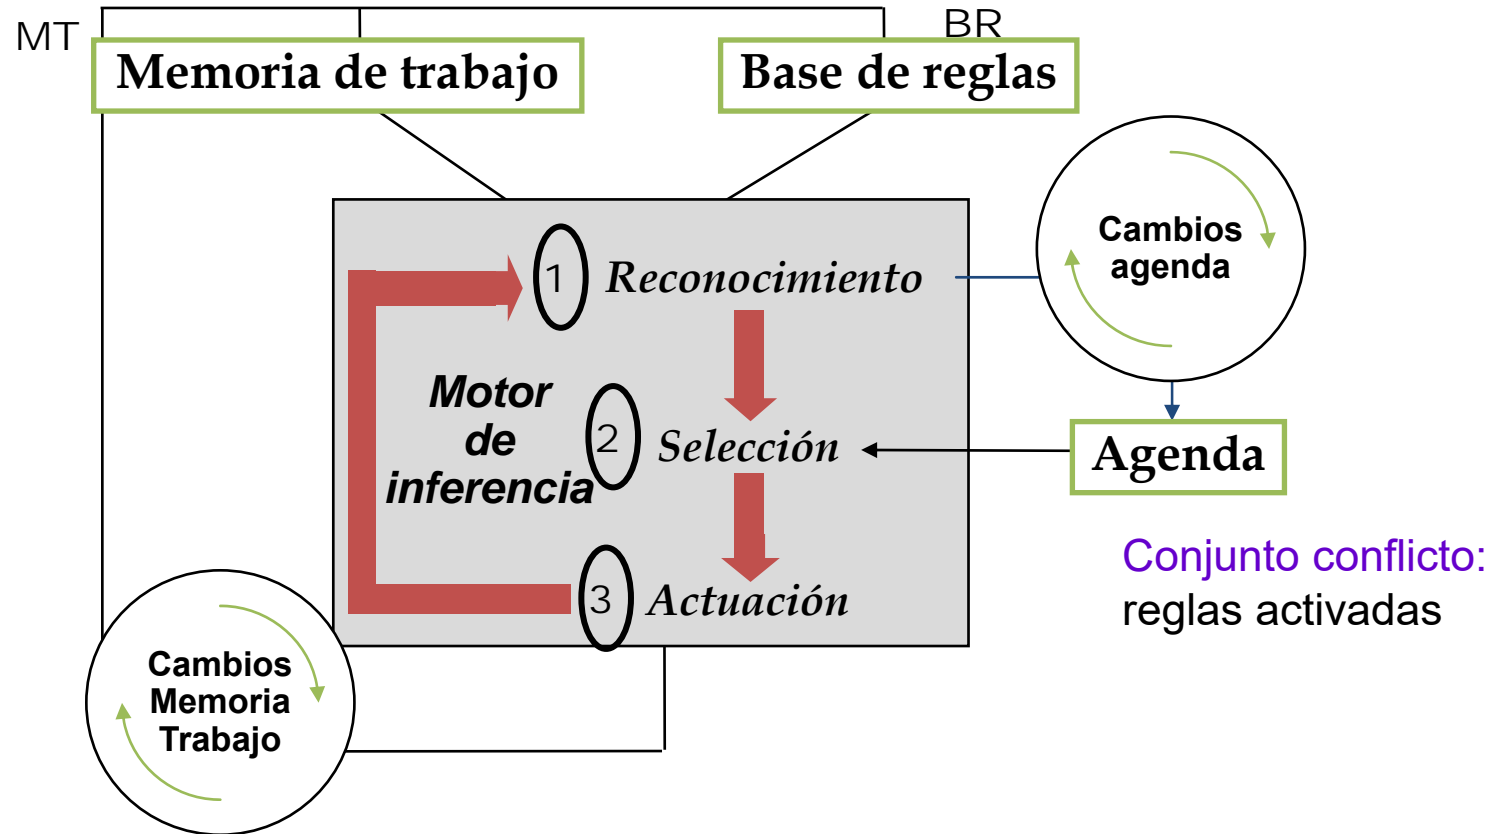 MT
BR
Memoria de trabajo
Base de reglas
Cambios
agenda
1
Reconocimiento
Motor
de
inferencia
2
Selección
Agenda
Conjunto conflicto:
reglas activadas
3
Actuación
Cambios
Memoria
Trabajo